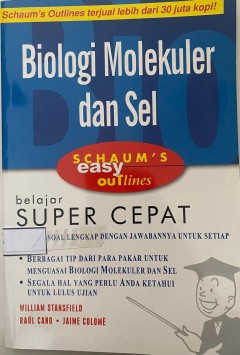 Schaum's Outlines terjual lebih dari 30 juta kopi!
BIO
Biologi Molekuler
dan Sel
SCHAUM'S
easy
outlines
belajar
SUPER CEPAT
SOAL LENGKAP DENGAN JAWABANNYA UNTUK SETIAP
• BERBAGAI TIP DARI PARA PAKAR UNTUK
MENGUASAI BIOLOGI MOLEKULER DAN SEL
• SEGALA HAL YANG PERLU ANDA KETAHUI
UNTUK LULUS UJIAN
WILLIAM STANSFIELD
RAÚL CANO • JAIME COLOMÉ